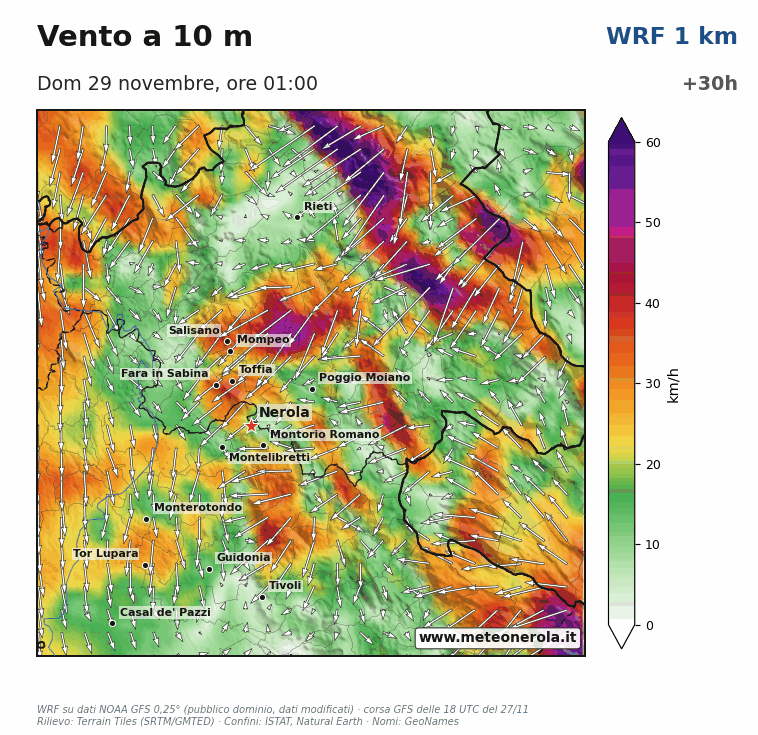 Vento a 10 m
WRF 1 km
Dom 29 novembre, ore 01:00
+30h
Rieti
Salisano
Mompeo
Fara in Sabina
Toffia
Poggio Moiano
Nerola
Montorio Romano
Montelibretti
Monterotondo
Tor Lupara
Guidonia
Tivoli
Casal de' Pazzi
www.meteonerola.it
60
50
40
30
20
10
0
km/h
WRF su dati NOAA GFS 0,25° (pubblico dominio, dati modificati) · corsa GFS delle 18 UTC del 27/11
Rilievo: Terrain Tiles (SRTM/GMTED) · Confini: ISTAT, Natural Earth · Nomi: GeoNames